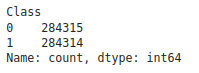 Class
0    284315
1    284314
Name: count, dtype: int64